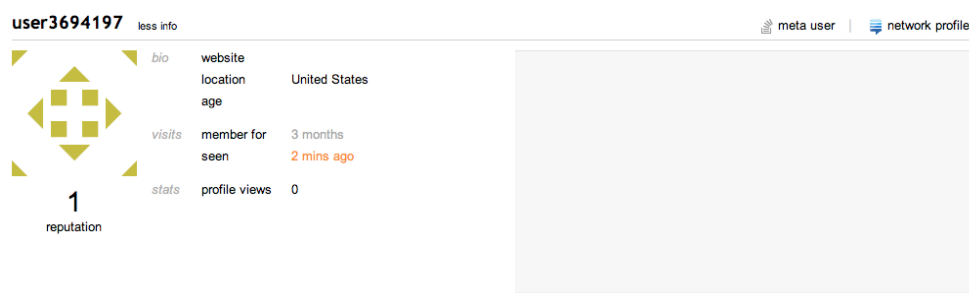 user3694197 less info meta user | network profile
bio website
location United States
age
visits member for 3 months
seen 2 mins ago
stats profile views 0
1
reputation